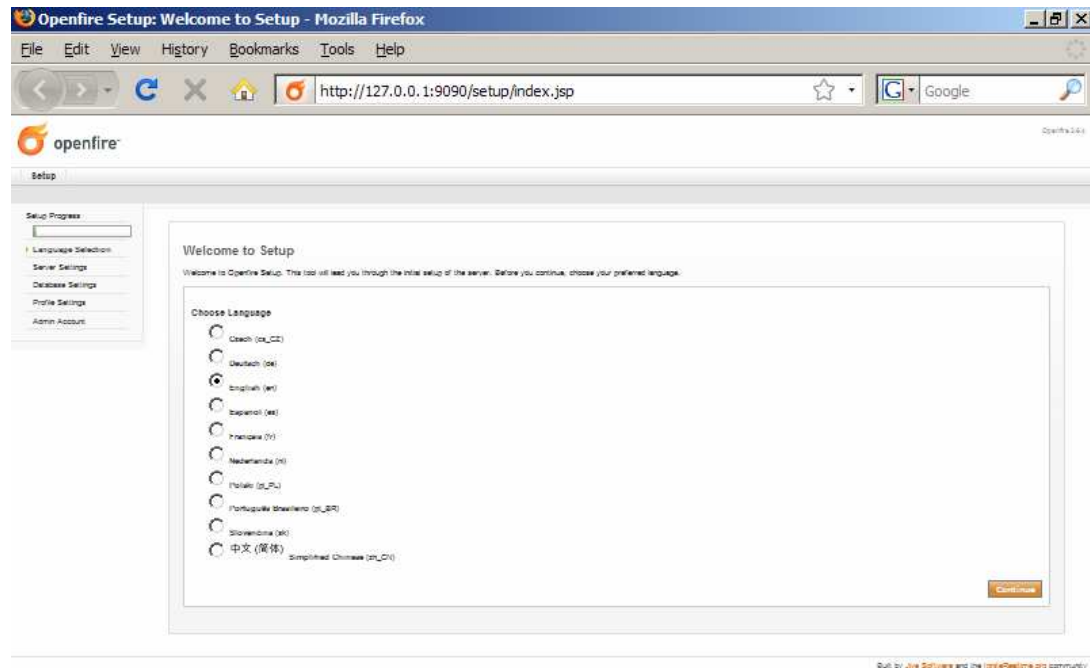 Openfire Setup: Welcome to Setup - Mozilla Firefox
File Edit View History Bookmarks Tools Help
http://127.0.0.1:9090/setup/index.jsp
G Google
openfire
Setup
Setup Progress
Language Selection
Server Settings
Database Settings
Profile Settings
Admin Account
Welcome to Setup
Welcome to Openfire Setup. This tool will lead you through the initial setup of the server. Before you continue, choose your preferred language.
Choose Language
Czech (cs_CZ)
Deutsch (de)
English (en)
Español (es)
Français (fr)
Nederlands (nl)
Polski (pl_PL)
Português Brasileiro (pt_BR)
Slovenčina (sk)
中文 (简体) Simplified Chinese (zh_CN)
Continue
Built by Jive Software and the IgniteRealtime.org community